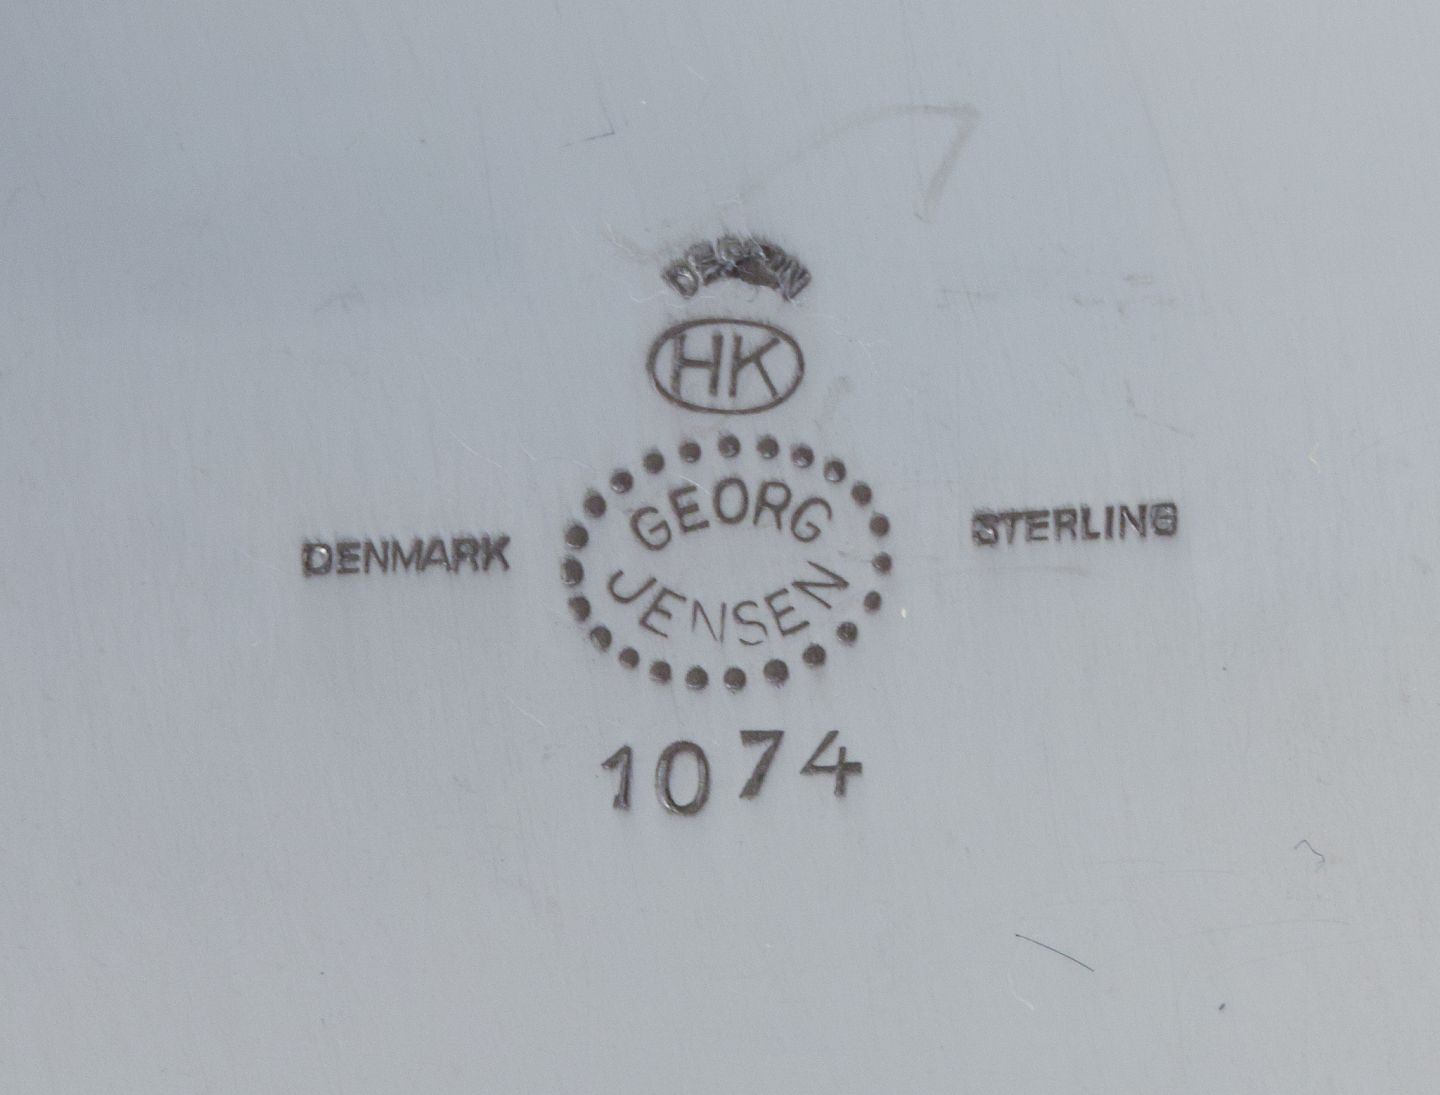 DESIGN
HK
GEORG
JENSEN
DENMARK
STERLING
1074